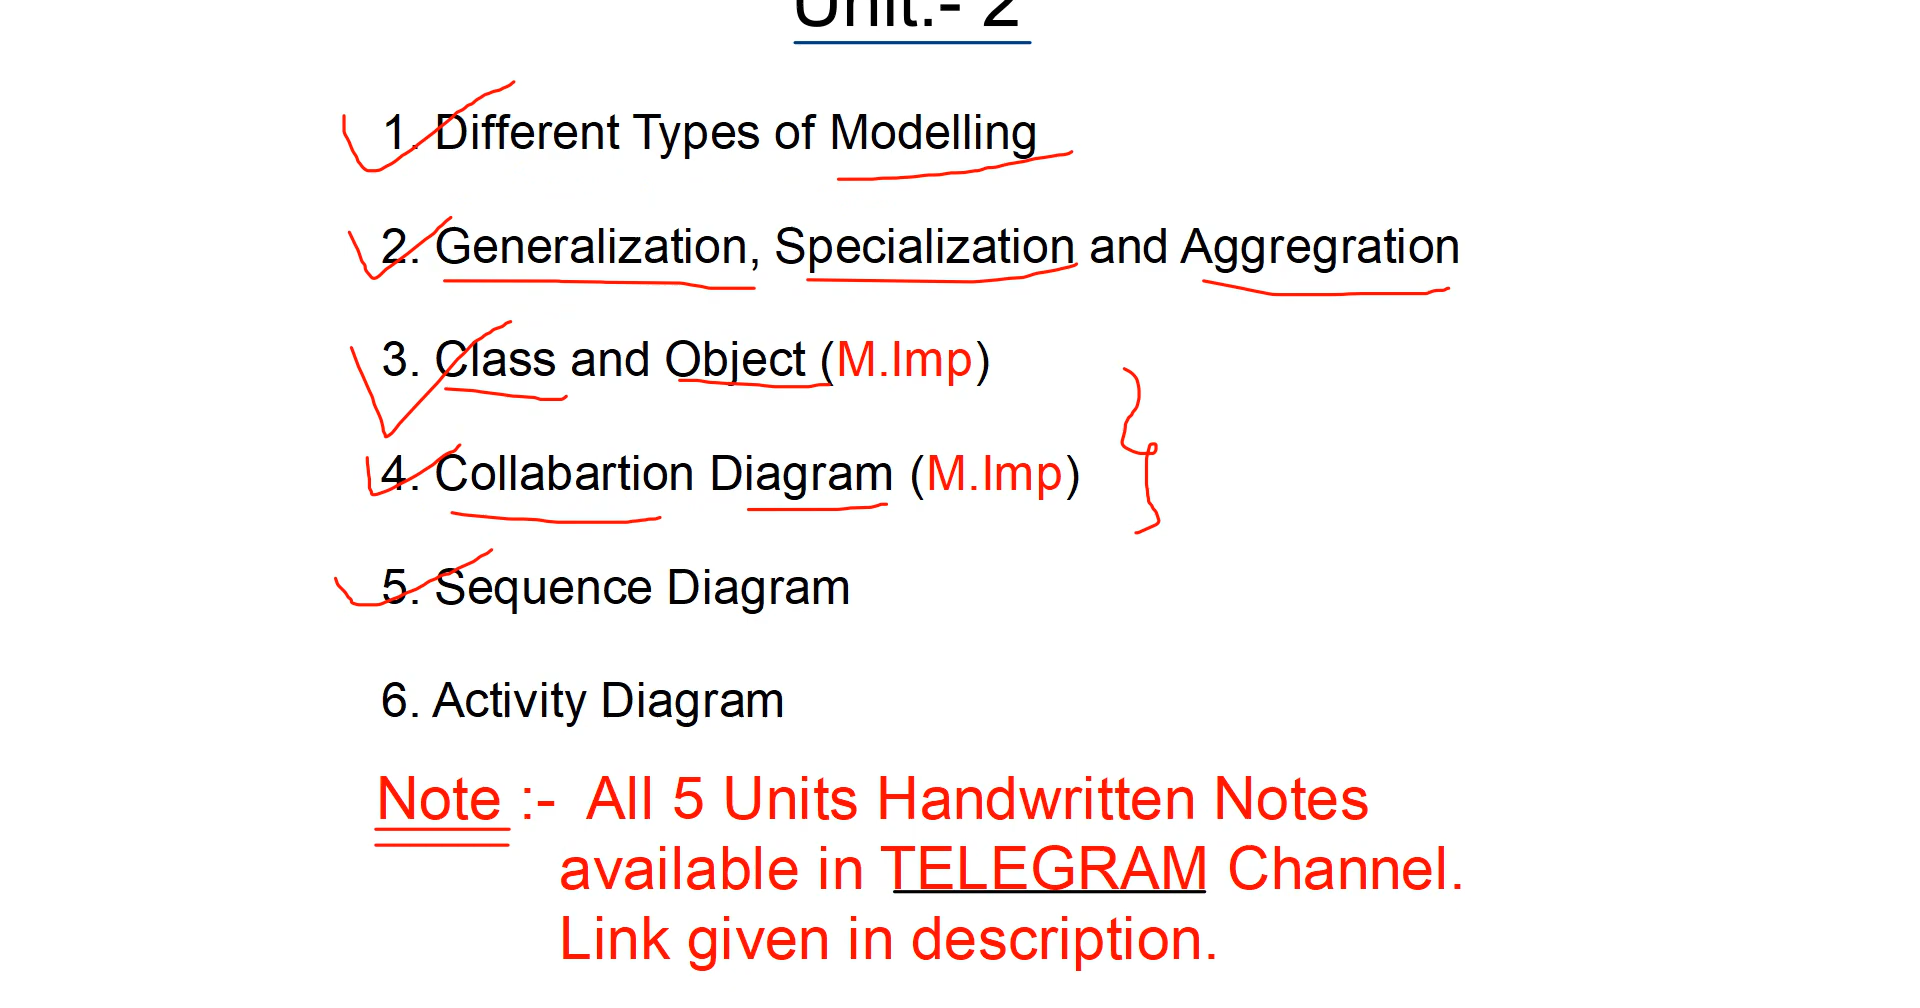 Unit:- 2
1. Different Types of Modelling
2. Generalization, Specialization and Aggregration
3. Class and Object (M.Imp)
4. Collabartion Diagram (M.Imp)
5. Sequence Diagram
6. Activity Diagram
Note :- All 5 Units Handwritten Notes
available in TELEGRAM Channel.
Link given in description.